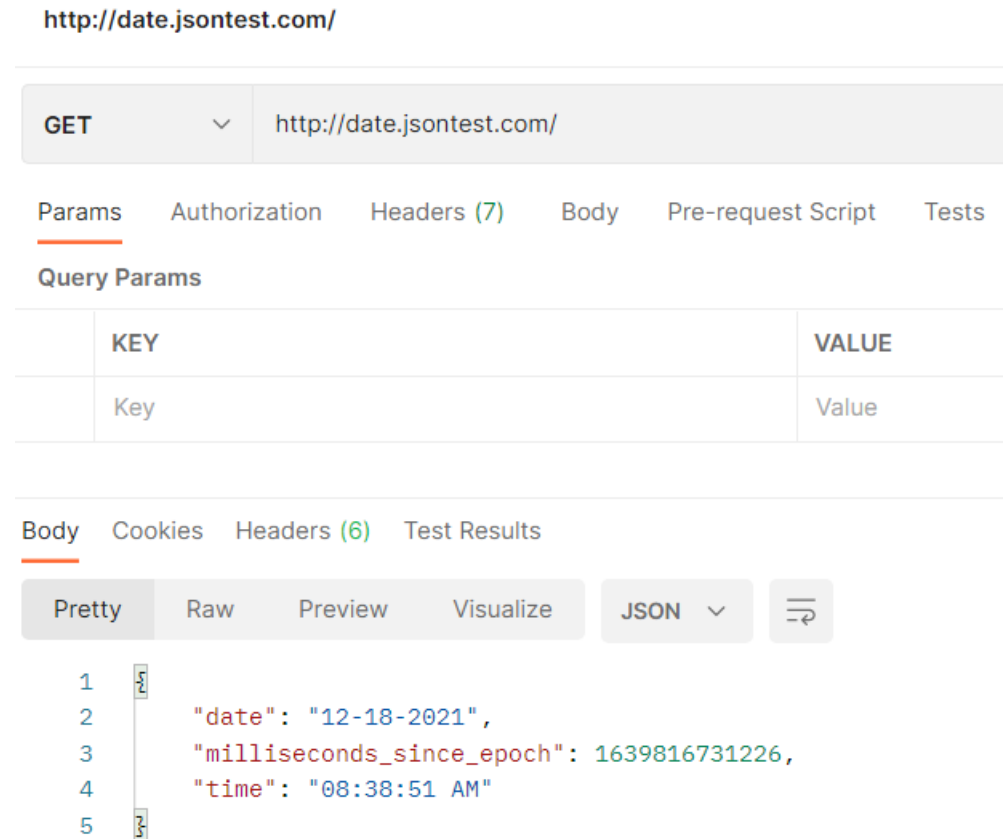 http://date.jsontest.com/
GET http://date.jsontest.com/
Params Authorization Headers (7) Body Pre-request Script Tests
Query Params
KEY VALUE
Key Value
Body Cookies Headers (6) Test Results
Pretty Raw Preview Visualize JSON
1 {
2 "date": "12-18-2021",
3 "milliseconds_since_epoch": 1639816731226,
4 "time": "08:38:51 AM"
5 }